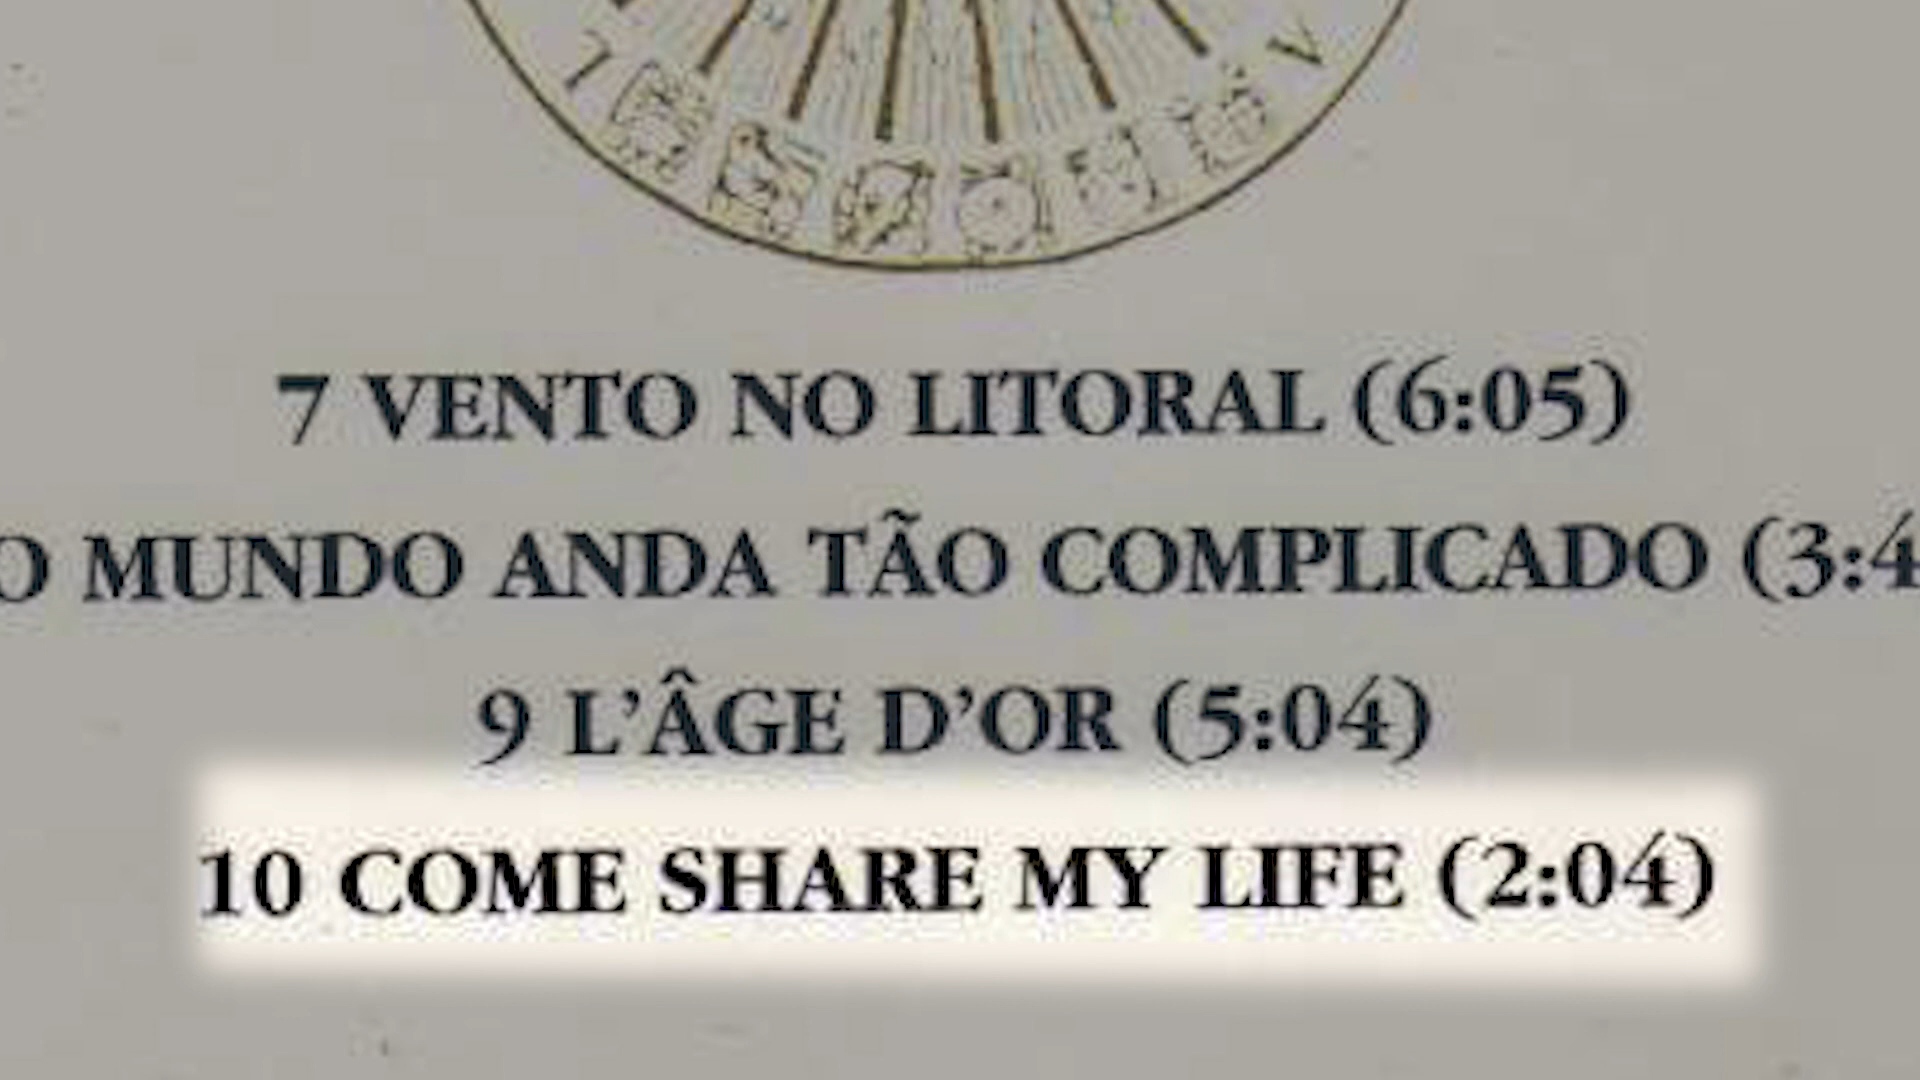 7 VENTO NO LITORAL (6:05)
O MUNDO ANDA TÃO COMPLICADO (3:4
9 L’ÂGE D’OR (5:04)
10 COME SHARE MY LIFE (2:04)